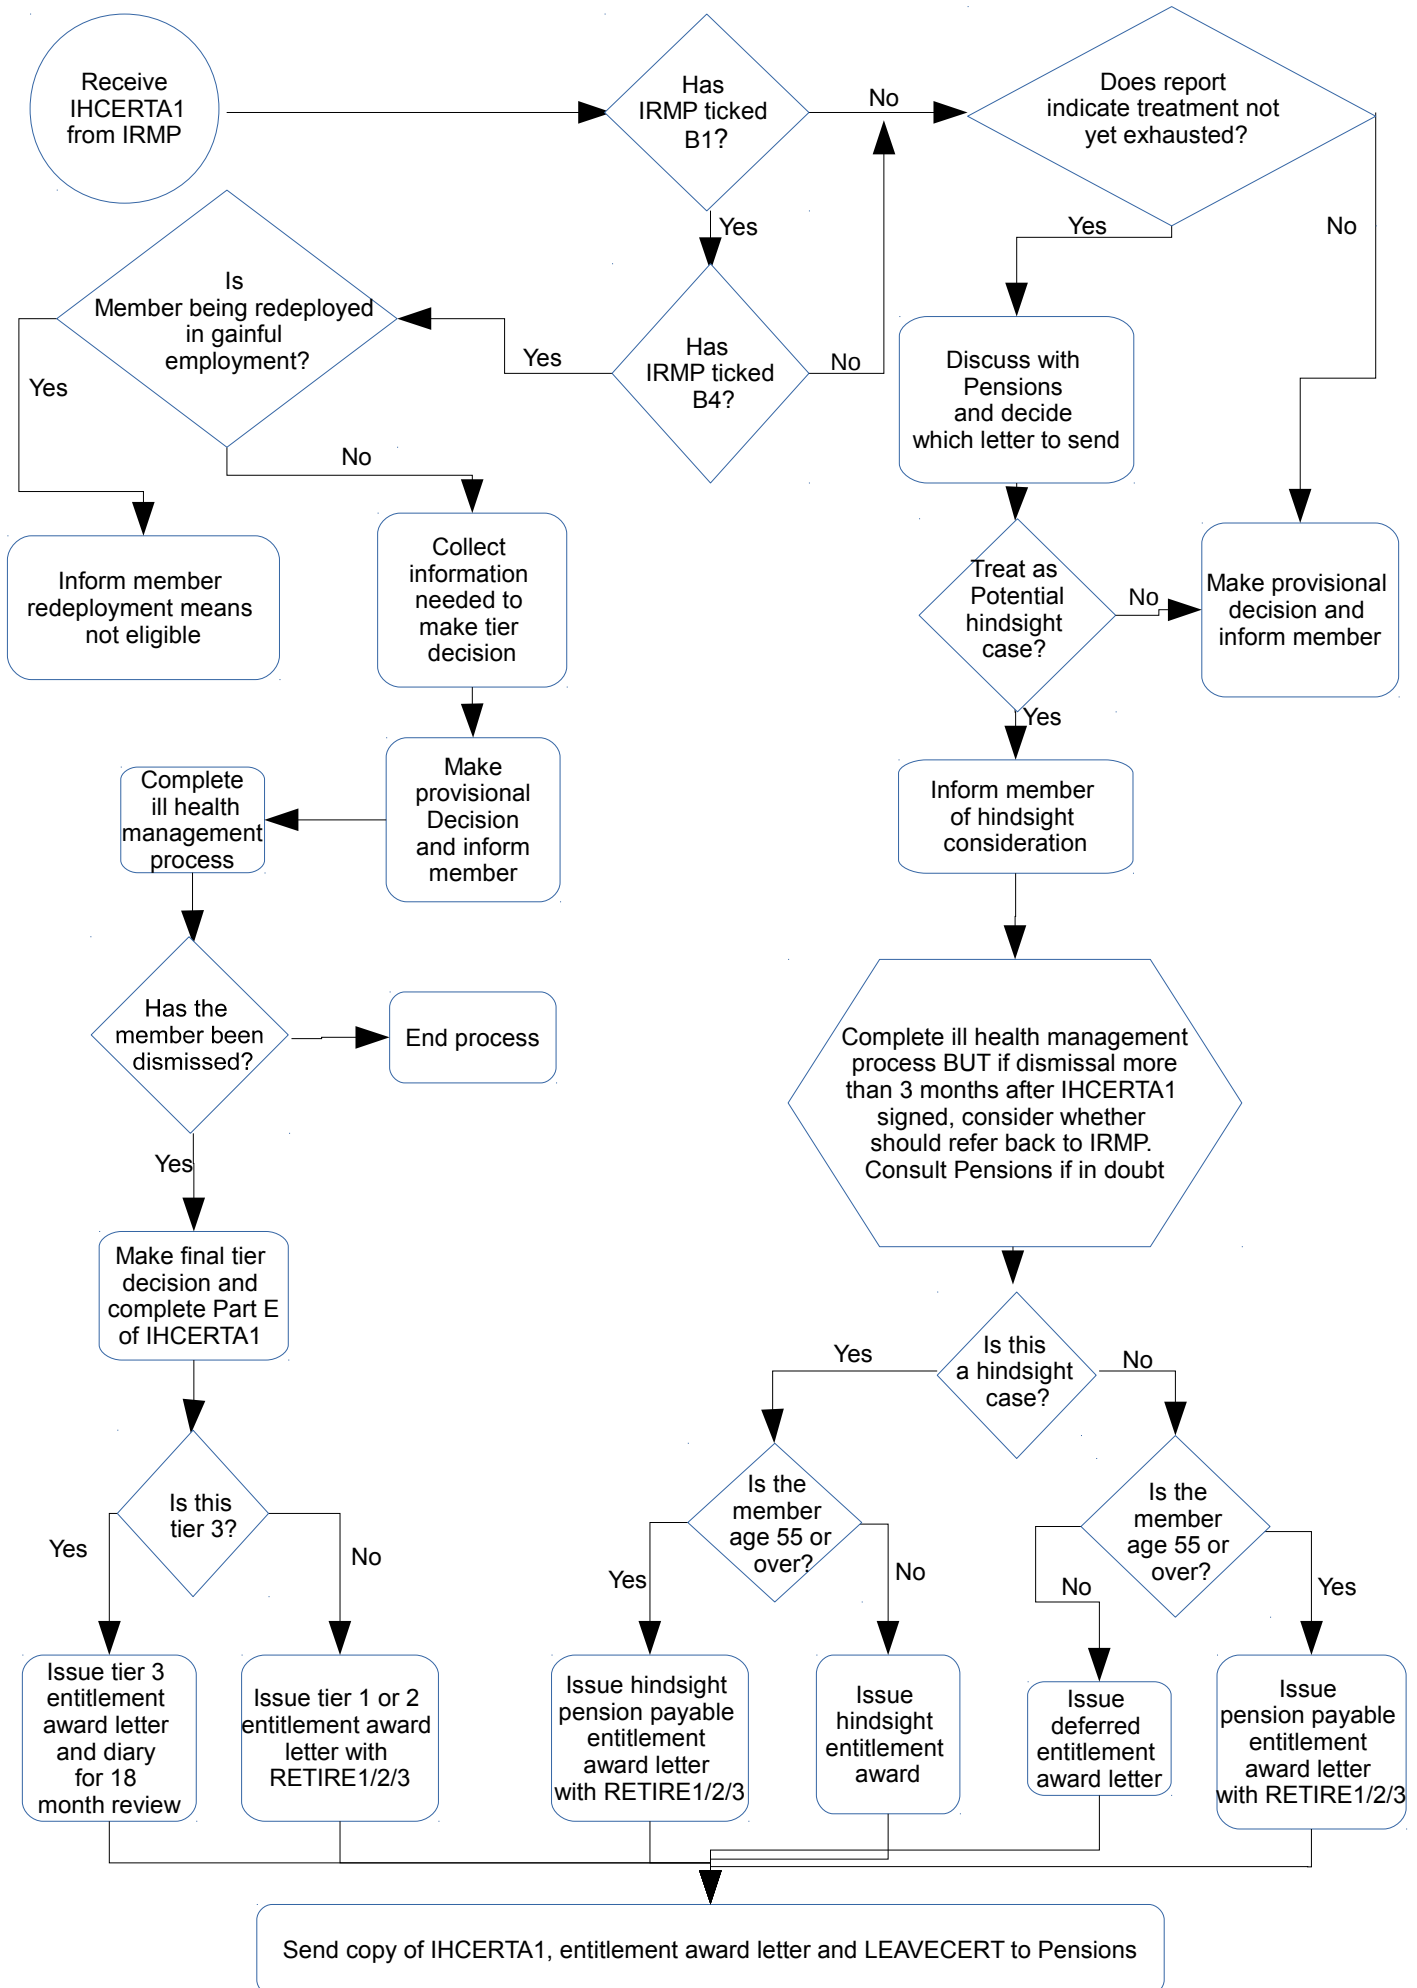 Receive
IHCERTA1
from IRMP
Has
IRMP ticked
B1?
No
Does report
indicate treatment not
yet exhausted?
Yes
Yes
No
Is
Member being redeployed
in gainful
employment?
Yes
Yes
Has
IRMP ticked
B4?
No
Discuss with
Pensions
and decide
which letter to send
No
Inform member
redeployment means
not eligible
Collect
information
needed to
make tier
decision
Treat as
Potential
hindsight
case?
No
Make provisional
decision and
inform member
Yes
Complete
ill health
management
process
Make
provisional
Decision
and inform
member
Inform member
of hindsight
consideration
Has the
member been
dismissed?
End process
Complete ill health management
process BUT if dismissal more
than 3 months after IHCERTA1
signed, consider whether
should refer back to IRMP.
Consult Pensions if in doubt
Yes
Make final tier
decision and
complete Part E
of IHCERTA1
Yes
Is this
a hindsight
case?
No
Is this
tier 3?
Yes
No
Is the
member
age 55 or
over?
Yes
No
Is the
member
age 55 or
over?
No
Yes
Issue tier 3
entitlement
award letter
and diary
for 18
month review
Issue tier 1 or 2
entitlement award
letter with
RETIRE1/2/3
Issue hindsight
pension payable
entitlement
award letter
with RETIRE1/2/3
Issue
hindsight
entitlement
award
Issue
deferred
entitlement
award letter
Issue
pension payable
entitlement
award letter
with RETIRE1/2/3
Send copy of IHCERTA1, entitlement award letter and LEAVECERT to Pensions